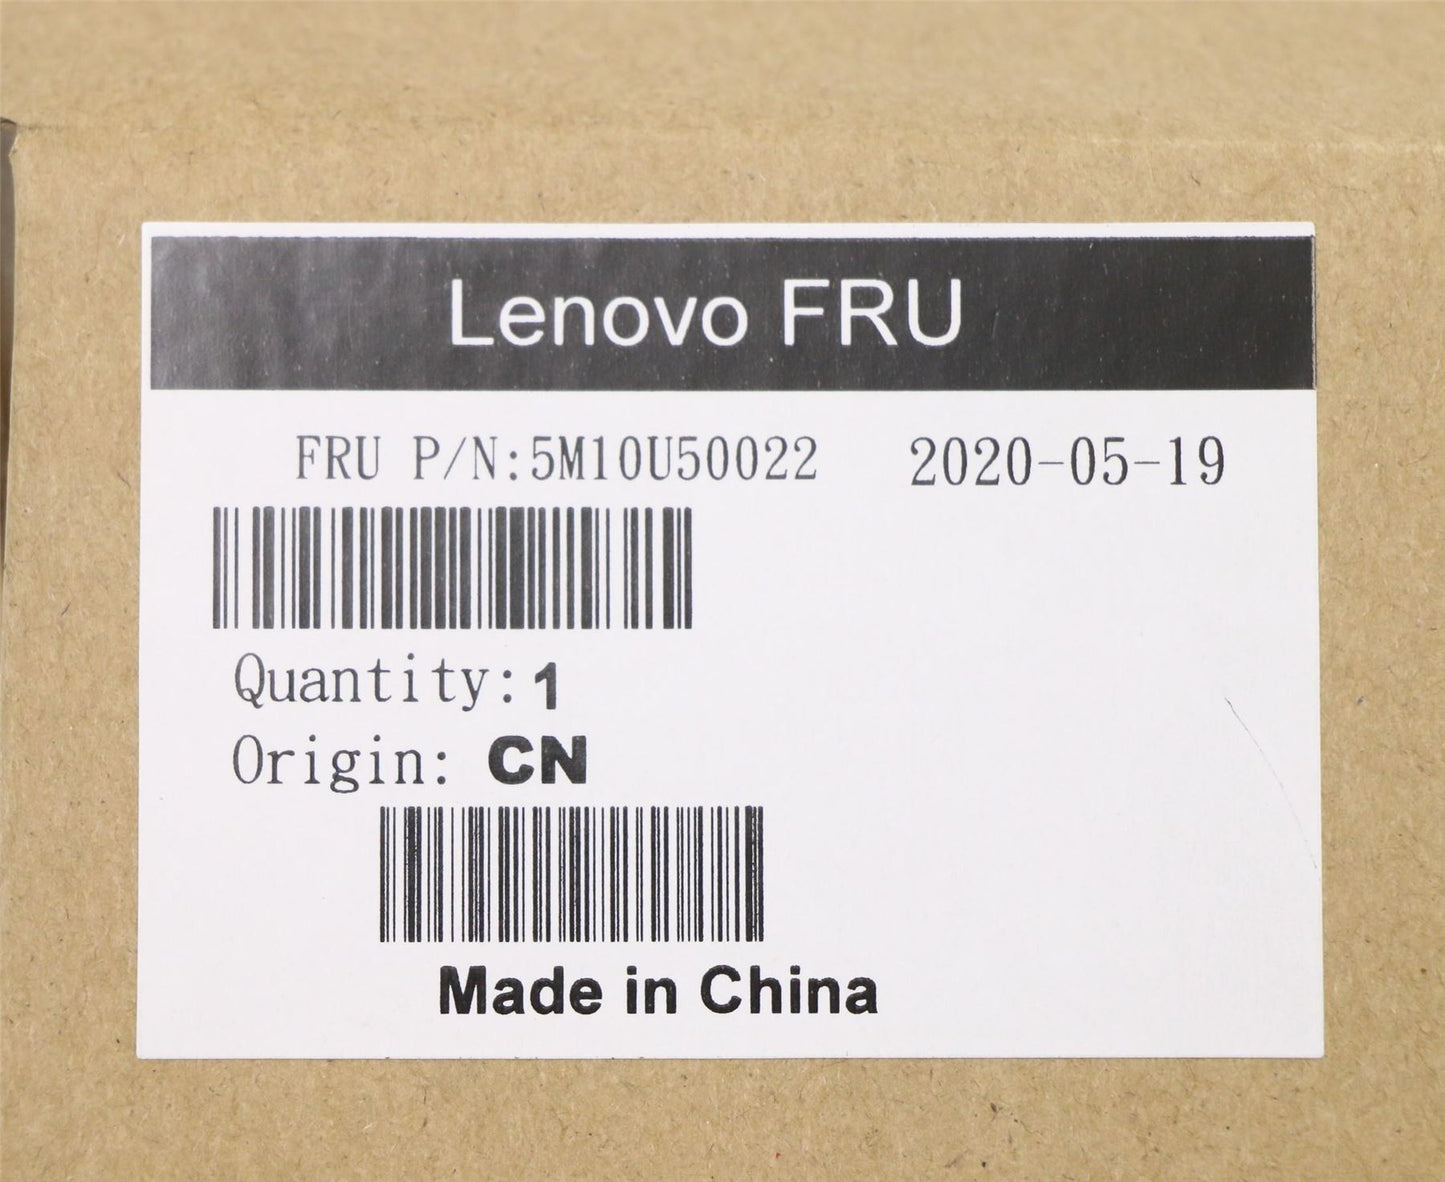 Lenovo FRU
FRU P/N:5M10U50022 2020-05-19
Quantity:1
Origin: CN
Made in China